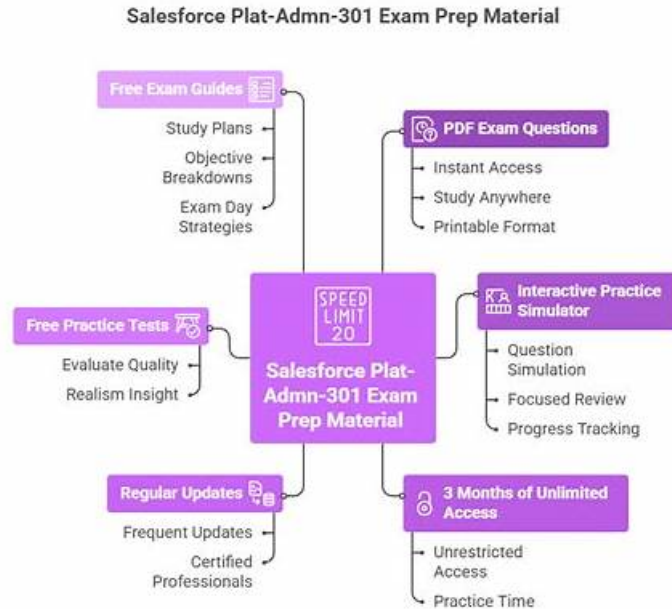 Salesforce Plat-Admn-301 Exam Prep Material
Free Exam Guides
Study Plans
Objective
Breakdowns
Exam Day
Strategies
PDF Exam Questions
Instant Access
Study Anywhere
Printable Format
Free Practice Tests
Evaluate Quality
Realism Insight
SPEED
LIMIT
20
Salesforce Plat-
Admn-301 Exam
Prep Material
Interactive Practice
Simulator
Question
Simulation
Focused Review
Progress Tracking
Regular Updates
Frequent Updates
Certified
Professionals
3 Months of Unlimited
Access
Unrestricted
Access
Practice Time